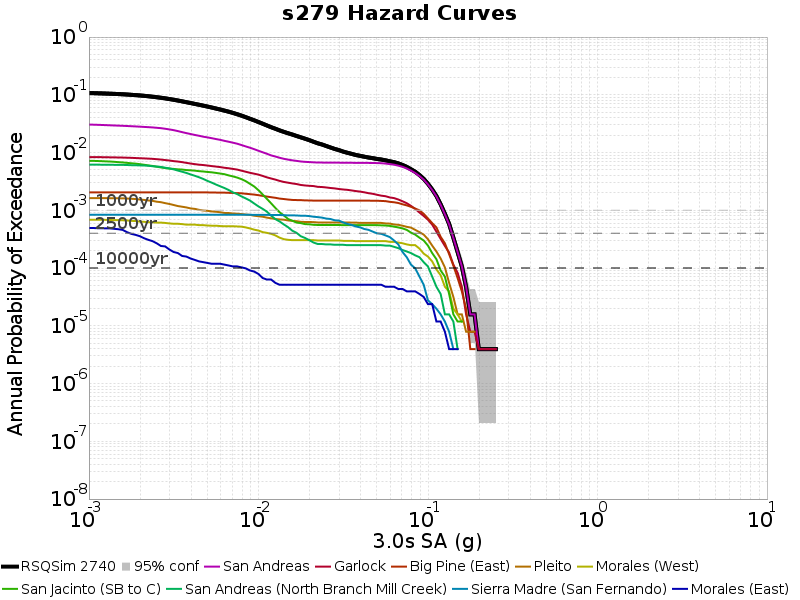 s279 Hazard Curves
Annual Probability of Exceedance
10^0
10^-1
10^-2
10^-3
10^-4
10^-5
10^-6
10^-7
10^-8
1000yr
2500yr
10000yr
10^-3 10^-2 10^-1 10^0 10^1
3.0s SA (g)
RSQSim 2740 95% conf San Andreas Garlock Big Pine (East) Pleito Morales (West)
San Jacinto (SB to C) San Andreas (North Branch Mill Creek) Sierra Madre (San Fernando) Morales (East)